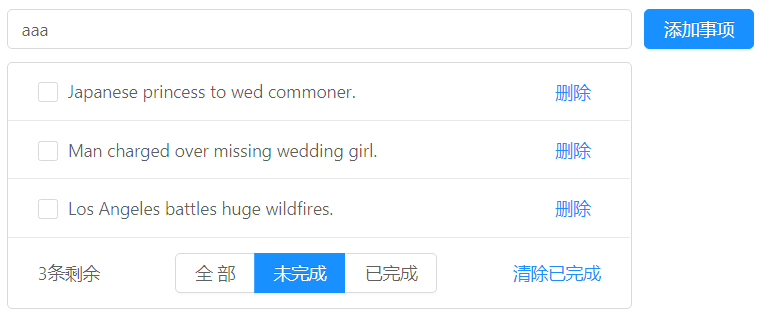 aaa 添加事项
Japanese princess to wed commoner. 删除
Man charged over missing wedding girl. 删除
Los Angeles battles huge wildfires. 删除
3条剩余 全 部 未完成 已完成 清除已完成